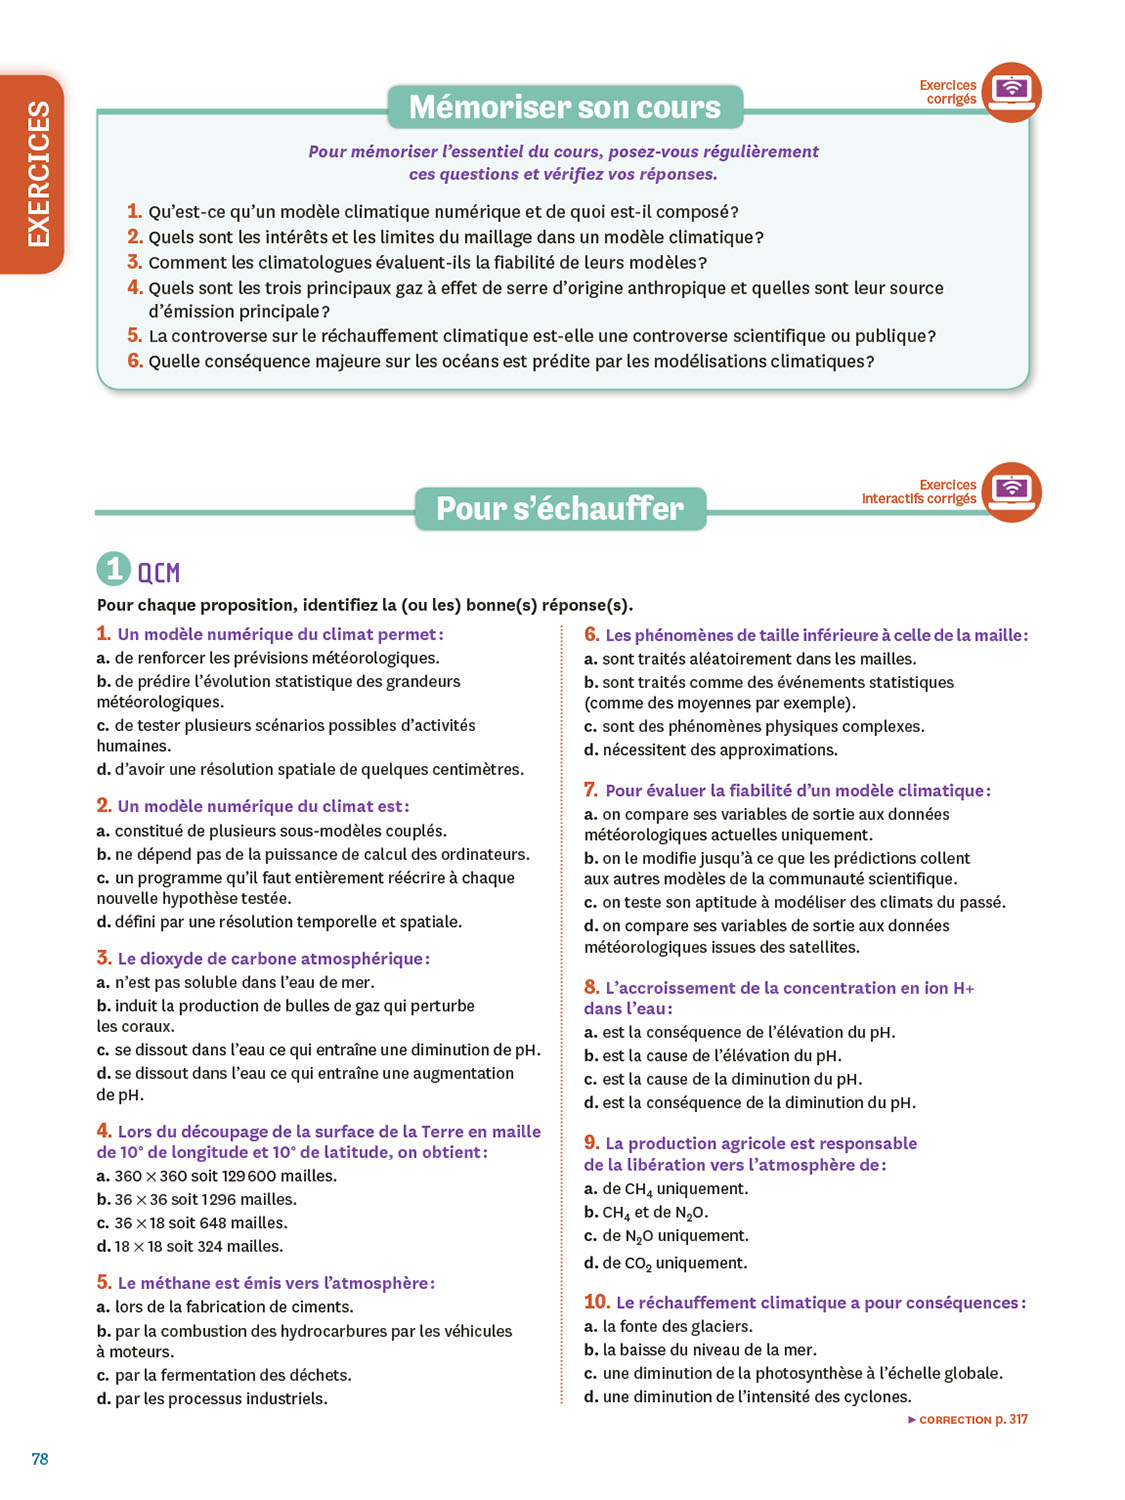 EXERCICES
Exercices
corrigés
Mémoriser son cours
Pour mémoriser l'essentiel du cours, posez-vous régulièrement
ces questions et vérifiez vos réponses.
1. Qu'est-ce qu'un modèle climatique numérique et de quoi est-il composé ?
2. Quels sont les intérêts et les limites du maillage dans un modèle climatique ?
3. Comment les climatologues évaluent-ils la fiabilité de leurs modèles ?
4. Quels sont les trois principaux gaz à effet de serre d'origine anthropique et quelles sont leur source
d'émission principale ?
5. La controverse sur le réchauffement climatique est-elle une controverse scientifique ou publique ?
6. Quelle conséquence majeure sur les océans est prédite par les modélisations climatiques ?
Exercices
interactifs corrigés
Pour s'échauffer
1 QCM
Pour chaque proposition, identifiez la (ou les) bonne(s) réponse(s).
1. Un modèle numérique du climat permet :
a. de renforcer les prévisions météorologiques.
b. de prédire l'évolution statistique des grandeurs
météorologiques.
c. de tester plusieurs scénarios possibles d'activités
humaines.
d. d'avoir une résolution spatiale de quelques centimètres.
2. Un modèle numérique du climat est :
a. constitué de plusieurs sous-modèles couplés.
b. ne dépend pas de la puissance de calcul des ordinateurs.
c. un programme qu'il faut entièrement réécrire à chaque
nouvelle hypothèse testée.
d. défini par une résolution temporelle et spatiale.
3. Le dioxyde de carbone atmosphérique :
a. n'est pas soluble dans l'eau de mer.
b. induit la production de bulles de gaz qui perturbe
les coraux.
c. se dissout dans l'eau ce qui entraîne une diminution de pH.
d. se dissout dans l'eau ce qui entraîne une augmentation
de pH.
4. Lors du découpage de la surface de la Terre en maille
de 10° de longitude et 10° de latitude, on obtient :
a. 360 × 360 soit 129 600 mailles.
b. 36 × 36 soit 1 296 mailles.
c. 36 × 18 soit 648 mailles.
d. 18 × 18 soit 324 mailles.
5. Le méthane est émis vers l'atmosphère :
a. lors de la fabrication de ciments.
b. par la combustion des hydrocarbures par les véhicules
à moteurs.
c. par la fermentation des déchets.
d. par les processus industriels.
6. Les phénomènes de taille inférieure à celle de la maille :
a. sont traités aléatoirement dans les mailles.
b. sont traités comme des événements statistiques
(comme des moyennes par exemple).
c. sont des phénomènes physiques complexes.
d. nécessitent des approximations.
7. Pour évaluer la fiabilité d'un modèle climatique :
a. on compare ses variables de sortie aux données
météorologiques actuelles uniquement.
b. on le modifie jusqu'à ce que les prédictions collent
aux autres modèles de la communauté scientifique.
c. on teste son aptitude à modéliser des climats du passé.
d. on compare ses variables de sortie aux données
météorologiques issues des satellites.
8. L'accroissement de la concentration en ion H+
dans l'eau :
a. est la conséquence de l'élévation du pH.
b. est la cause de l'élévation du pH.
c. est la cause de la diminution du pH.
d. est la conséquence de la diminution du pH.
9. La production agricole est responsable
de la libération vers l'atmosphère de :
a. de CH₄ uniquement.
b. CH₄ et de N₂O.
c. de N₂O uniquement.
d. de CO₂ uniquement.
10. Le réchauffement climatique a pour conséquences :
a. la fonte des glaciers.
b. la baisse du niveau de la mer.
c. une diminution de la photosynthèse à l'échelle globale.
d. une diminution de l'intensité des cyclones.
▶ CORRECTION p. 317
78